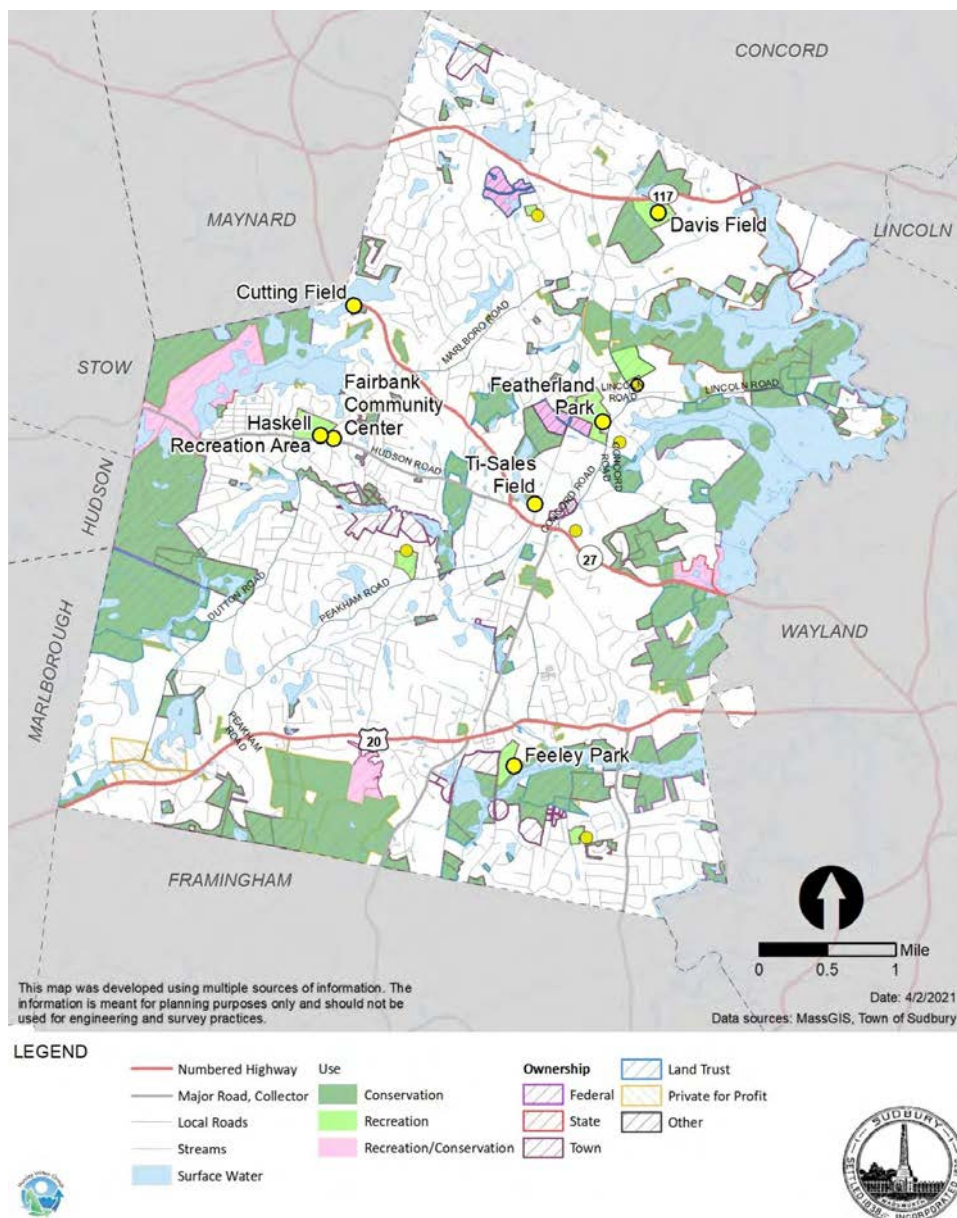 CONCORD
117
Davis Field
LINCOLN
MAYNARD
Cutting Field
MARLBORO ROAD
STOW
Fairbank
Community
Center
Haskell
Recreation Area
Featherland
Park
LINCOLN
ROAD
LINCOLN ROAD
HUDSON ROAD
CONCORD
ROAD
Ti-Sales
Field
CONCORD ROAD
HUDSON
27
DUTTON ROAD
PEAKHAM ROAD
WAYLAND
MARLBOROUGH
PEAKHAM
ROAD
20
Feeley Park
FRAMINGHAM
Mile
0 0.5 1
This map was developed using multiple sources of information. The
information is meant for planning purposes only and should not be
used for engineering and survey practices.
Date: 4/2/2021
Data sources: MassGIS, Town of Sudbury
LEGEND
Numbered Highway
Major Road, Collector
Local Roads
Streams
Surface Water
Use
Conservation
Recreation
Recreation/Conservation
Ownership
Federal
State
Town
Land Trust
Private for Profit
Other
SUDBURY